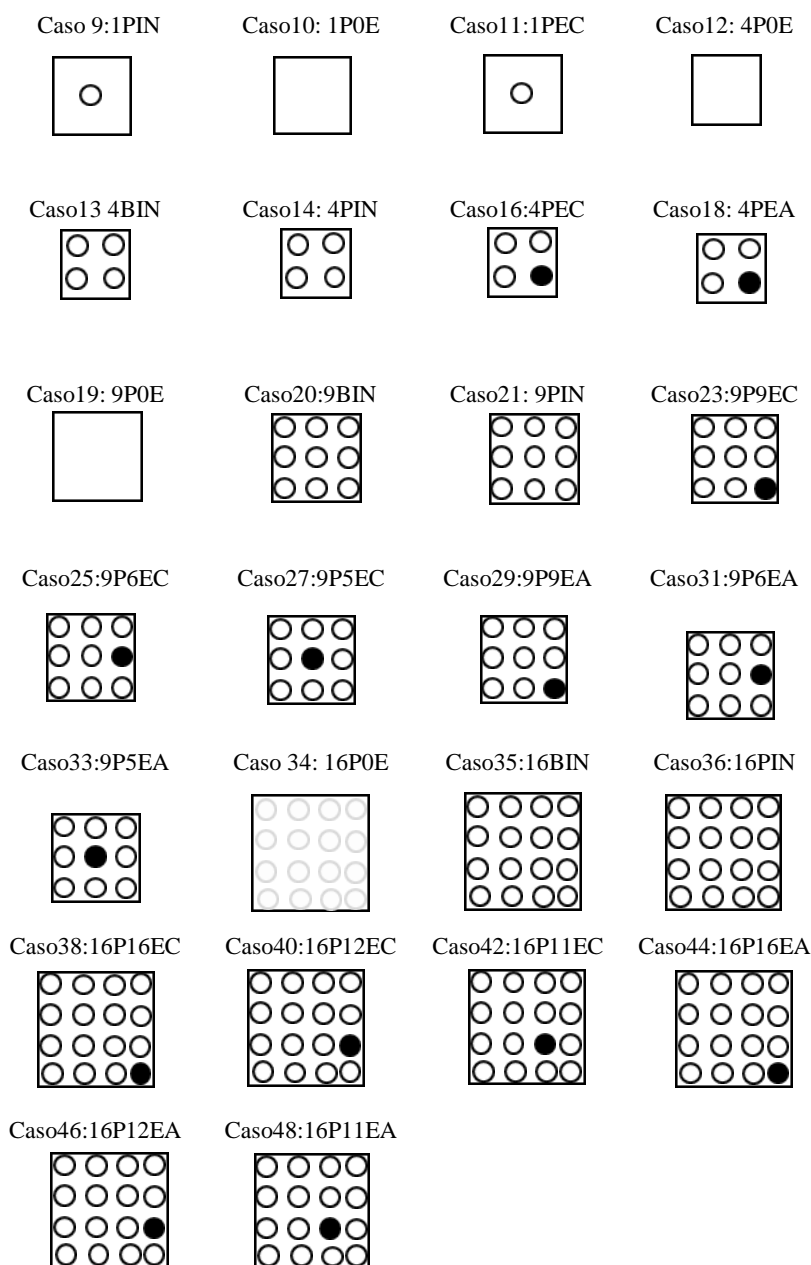 Caso 9:1PIN Caso10: 1P0E Caso11:1PEC Caso12: 4P0E
Caso13 4BIN Caso14: 4PIN Caso16:4PEC Caso18: 4PEA
Caso19: 9P0E Caso20:9BIN Caso21: 9PIN Caso23:9P9EC
Caso25:9P6EC Caso27:9P5EC Caso29:9P9EA Caso31:9P6EA
Caso33:9P5EA Caso 34: 16P0E Caso35:16BIN Caso36:16PIN
Caso38:16P16EC Caso40:16P12EC Caso42:16P11EC Caso44:16P16EA
Caso46:16P12EA Caso48:16P11EA